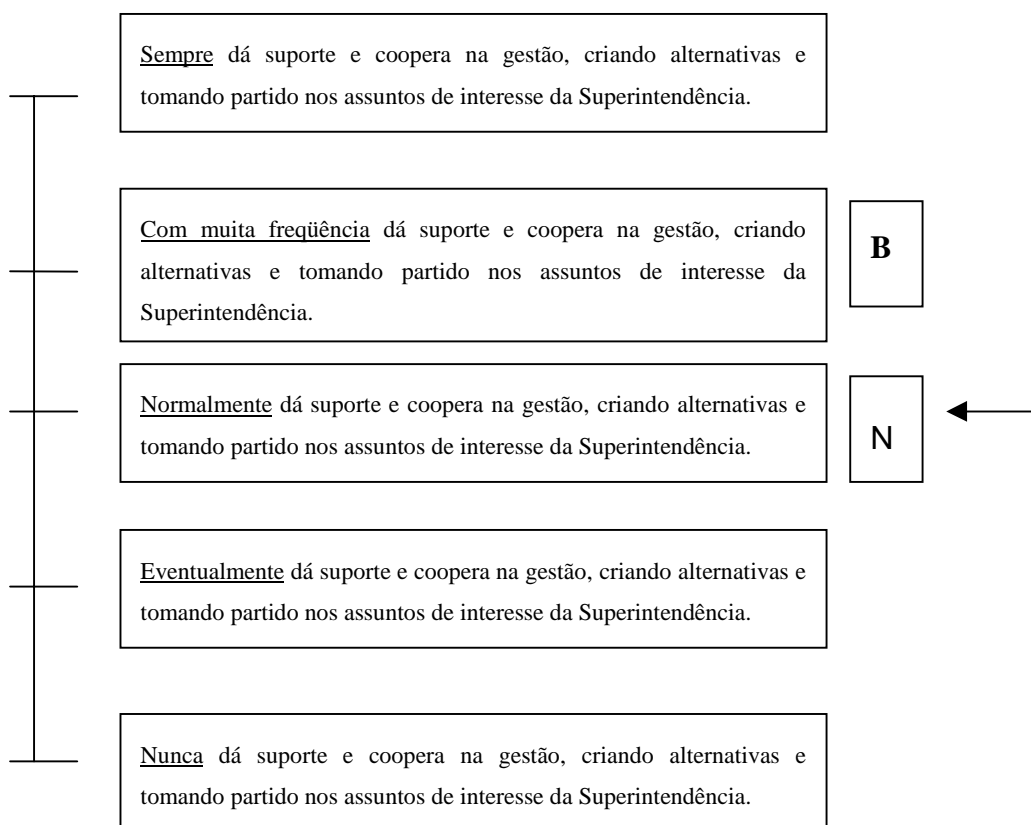 Sempre dá suporte e coopera na gestão, criando alternativas e
tomando partido nos assuntos de interesse da Superintendência.
Com muita freqüência dá suporte e coopera na gestão, criando
alternativas e tomando partido nos assuntos de interesse da
Superintendência.
B
Normalmente dá suporte e coopera na gestão, criando alternativas e
tomando partido nos assuntos de interesse da Superintendência.
N
Eventualmente dá suporte e coopera na gestão, criando alternativas e
tomando partido nos assuntos de interesse da Superintendência.
Nunca dá suporte e coopera na gestão, criando alternativas e
tomando partido nos assuntos de interesse da Superintendência.